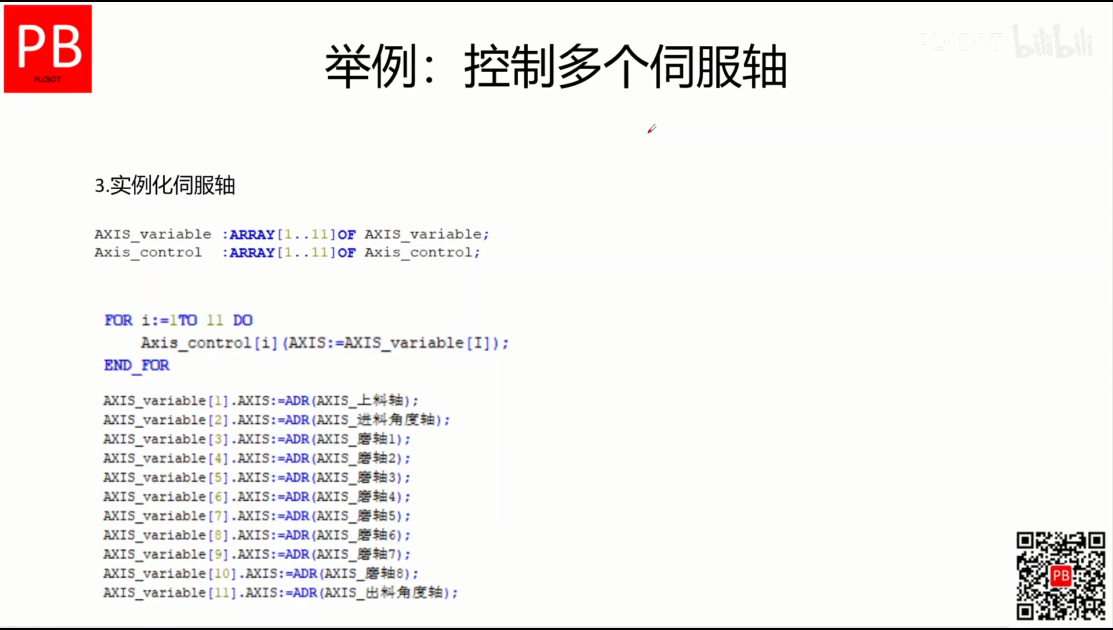 PB
PLCBOT
bilibili
举例：控制多个伺服轴
3.实例化伺服轴
AXIS_variable :ARRAY[1..11]OF AXIS_variable;
Axis_control :ARRAY[1..11]OF Axis_control;
FOR i:=1TO 11 DO
Axis_control[i](AXIS:=AXIS_variable[I]);
END_FOR
AXIS_variable[1].AXIS:=ADR(AXIS_上料轴);
AXIS_variable[2].AXIS:=ADR(AXIS_进料角度轴);
AXIS_variable[3].AXIS:=ADR(AXIS_磨轴1);
AXIS_variable[4].AXIS:=ADR(AXIS_磨轴2);
AXIS_variable[5].AXIS:=ADR(AXIS_磨轴3);
AXIS_variable[6].AXIS:=ADR(AXIS_磨轴4);
AXIS_variable[7].AXIS:=ADR(AXIS_磨轴5);
AXIS_variable[8].AXIS:=ADR(AXIS_磨轴6);
AXIS_variable[9].AXIS:=ADR(AXIS_磨轴7);
AXIS_variable[10].AXIS:=ADR(AXIS_磨轴8);
AXIS_variable[11].AXIS:=ADR(AXIS_出料角度轴);
PB